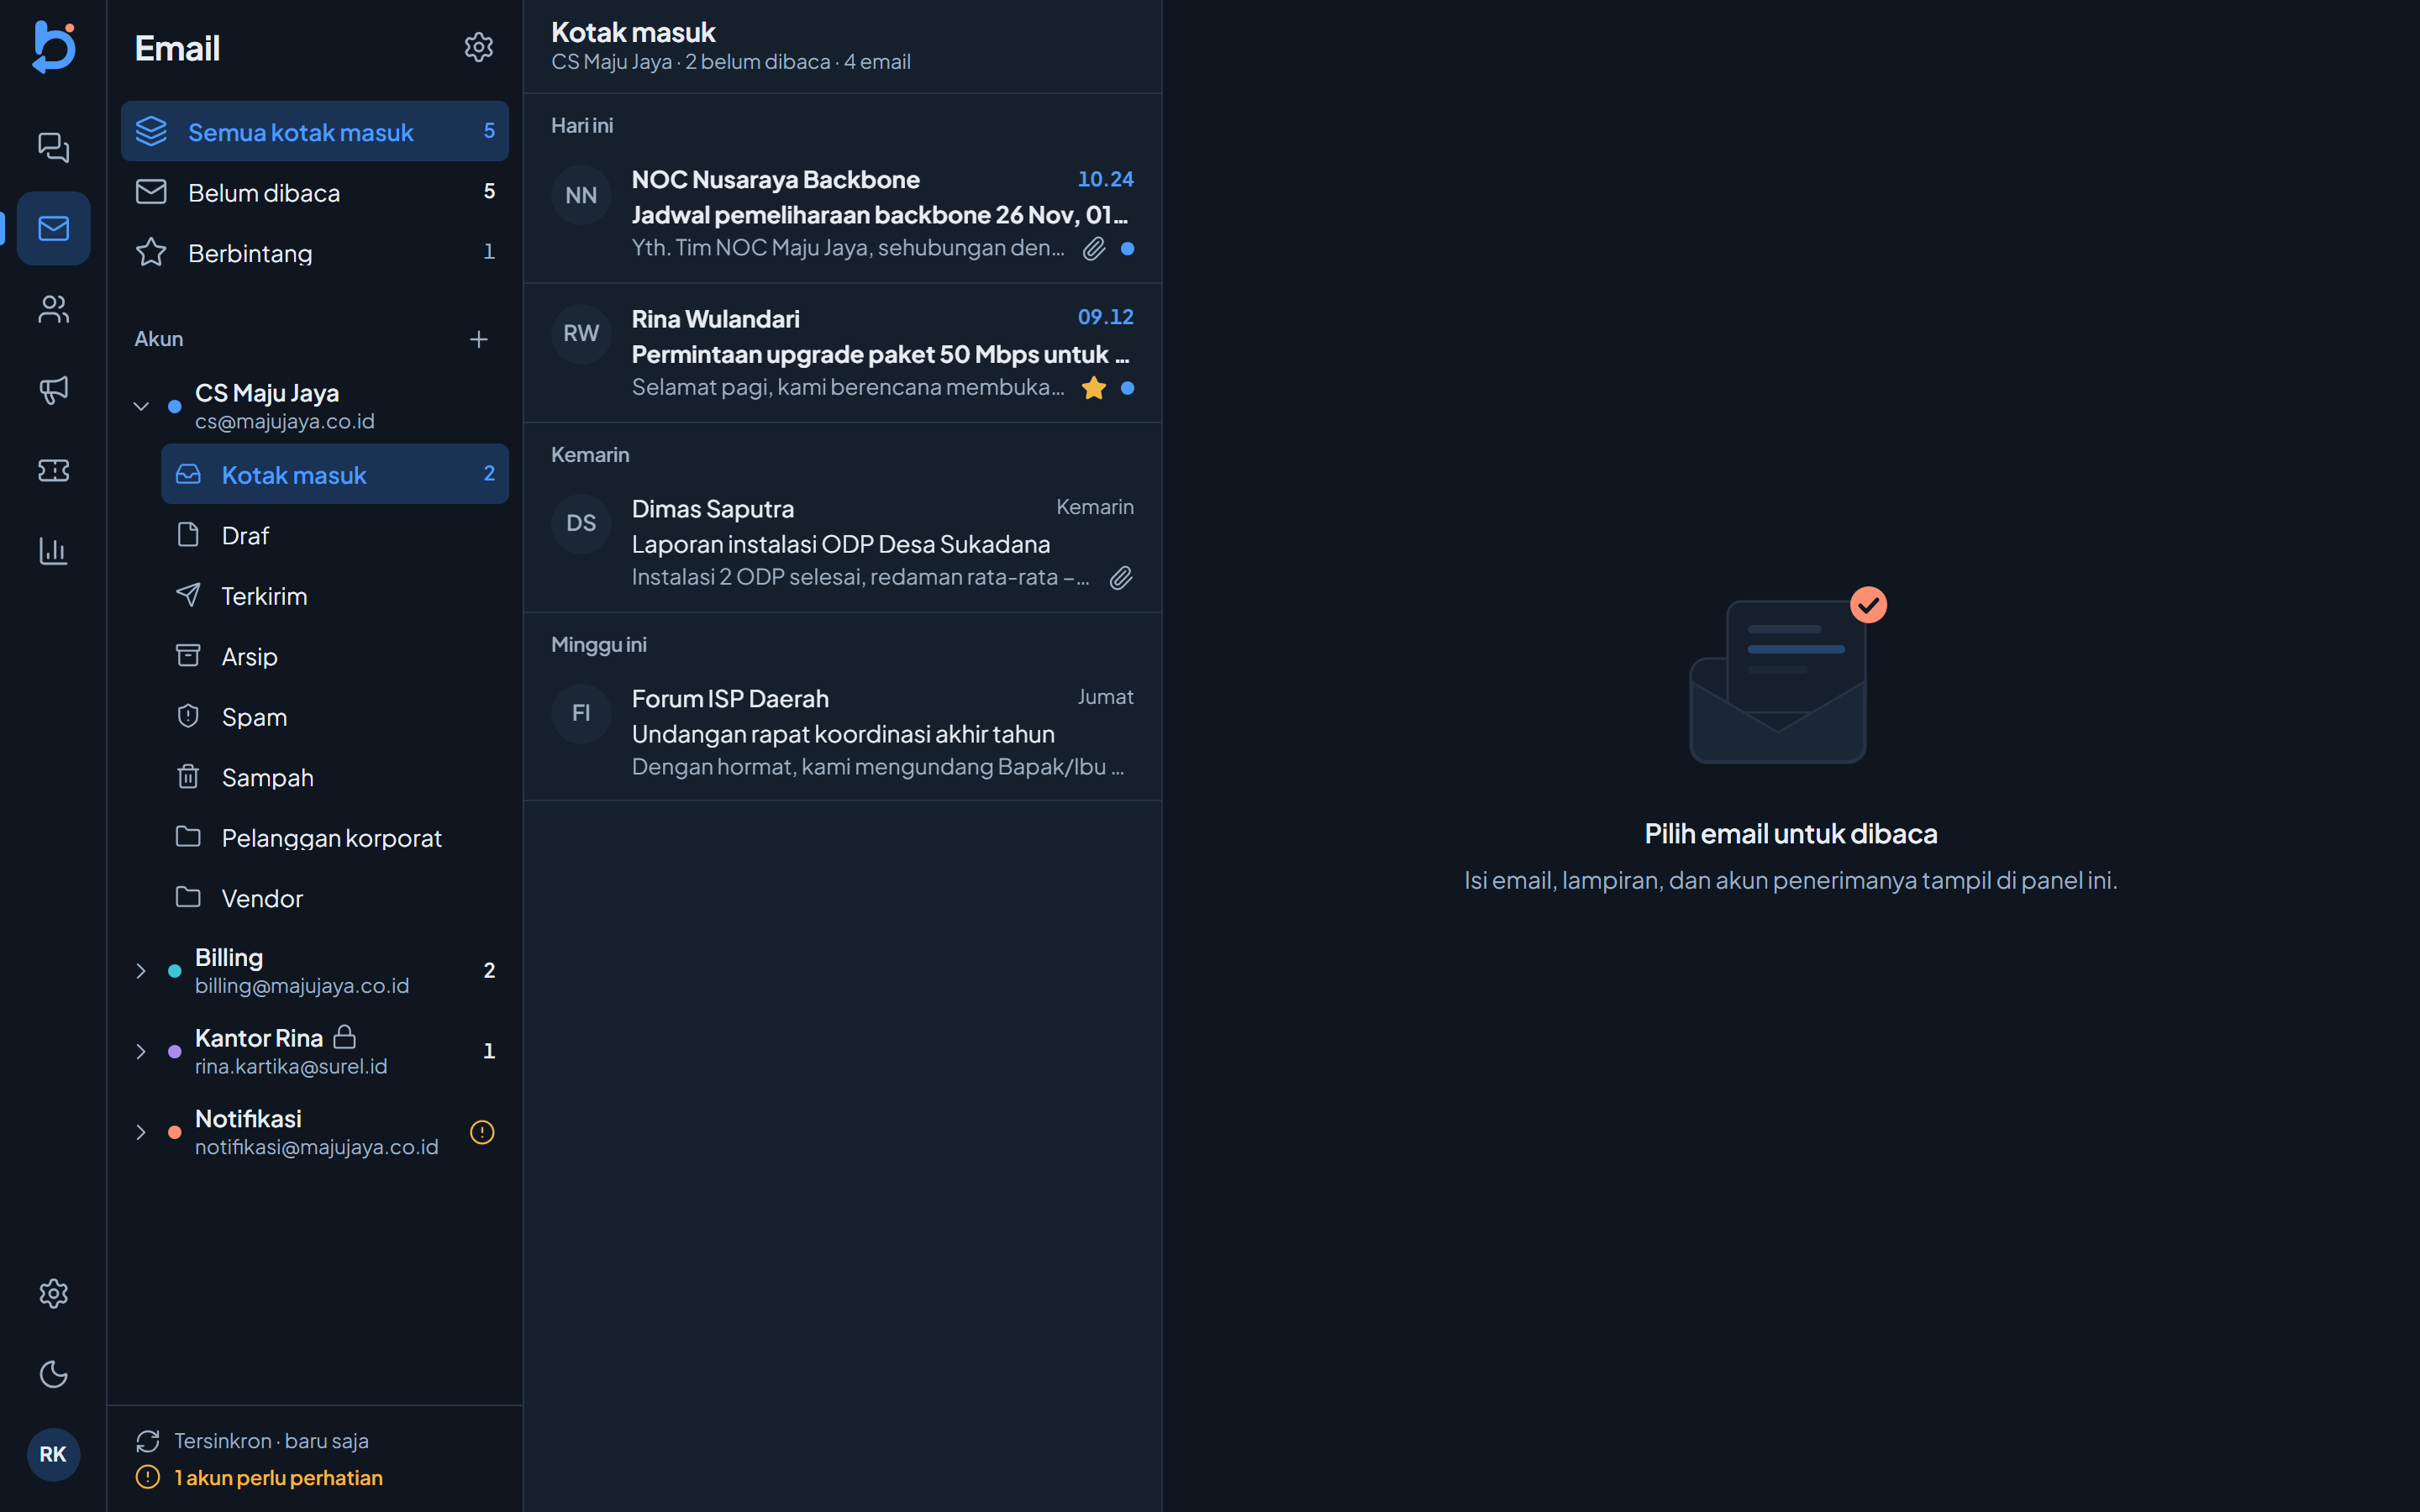 Email
Semua kotak masuk 5
Belum dibaca 5
Berbintang 1
Akun
CS Maju Jaya
cs@majujaya.co.id
Kotak masuk 2
Draf
Terkirim
Arsip
Spam
Sampah
Pelanggan korporat
Vendor
Billing 2
billing@majujaya.co.id
Kantor Rina 1
rina.kartika@surel.id
Notifikasi
notifikasi@majujaya.co.id
Tersinkron · baru saja
1 akun perlu perhatian
RK
Kotak masuk
CS Maju Jaya · 2 belum dibaca · 4 email
Hari ini
NN
NOC Nusaraya Backbone 10.24
Jadwal pemeliharaan backbone 26 Nov, 01...
Yth. Tim NOC Maju Jaya, sehubungan den...
RW
Rina Wulandari 09.12
Permintaan upgrade paket 50 Mbps untuk ...
Selamat pagi, kami berencana membuka...
Kemarin
DS
Dimas Saputra Kemarin
Laporan instalasi ODP Desa Sukadana
Instalasi 2 ODP selesai, redaman rata-rata –...
Minggu ini
FI
Forum ISP Daerah Jumat
Undangan rapat koordinasi akhir tahun
Dengan hormat, kami mengundang Bapak/Ibu ...
Pilih email untuk dibaca
Isi email, lampiran, dan akun penerimanya tampil di panel ini.